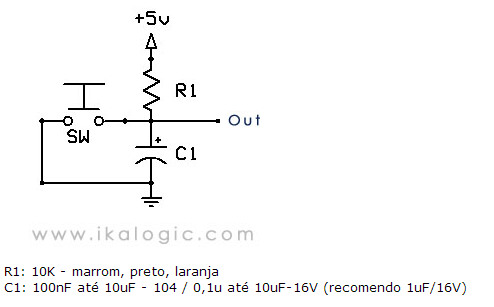 +5v
R1
Out
SW
+
C1
www.ikalogic.com
R1: 10K - marrom, preto, laranja
C1: 100nF até 10uF - 104 / 0,1u até 10uF-16V (recomendo 1uF/16V)